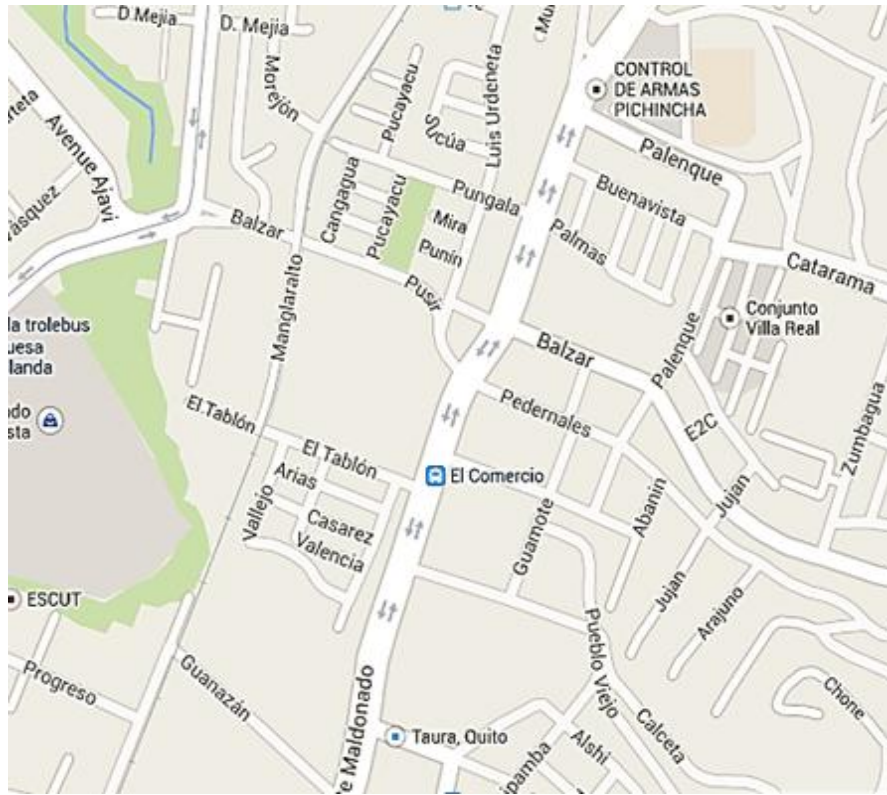 D.Mejia
D. Mejia
Morejón
Avenue Ajavi
Pucayacu
Sucúa
Luis Urdeneta
CONTROL
DE ARMAS
PICHINCHA
Palenque
Cangagua
Pucayacu
Pungala
Mira
Punín
Buenavista
Palmas
Catarama
Balzar
Pusir
Manglaralto
Balzar
Palenque
Conjunto
Villa Real
la trolebus
Pedernales
E2C
Zumbagua
El Tablón
El Tablón
El Comercio
Arias
Vallejo
Casarez
Valencia
Guamote
Abanin
Jujan
Jujan
Arajuno
ESCUT
Progreso
Guanazán
Pueblo Viejo
Calceta
Chone
Maldonado
Taura, Quito
Alshi